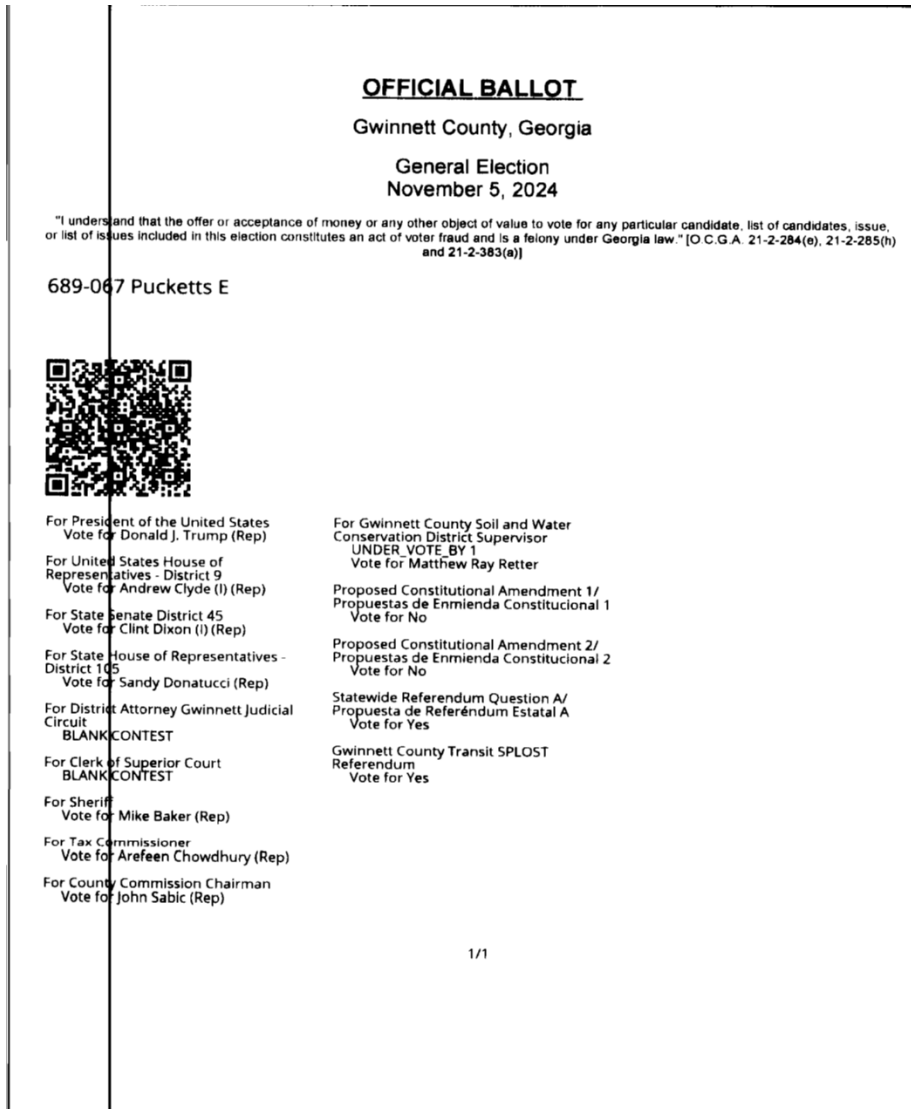 OFFICIAL BALLOT
Gwinnett County, Georgia
General Election
November 5, 2024
"I understand that the offer or acceptance of money or any other object of value to vote for any particular candidate, list of candidates, issue,
or list of issues included in this election constitutes an act of voter fraud and is a felony under Georgia law." [O.C.G.A. 21-2-284(e), 21-2-285(h)
and 21-2-383(a)]
689-067 Pucketts E
For President of the United States
Vote for Donald J. Trump (Rep)
For United States House of
Representatives - District 9
Vote for Andrew Clyde (I) (Rep)
For State Senate District 45
Vote for Clint Dixon (I) (Rep)
For State House of Representatives -
District 105
Vote for Sandy Donatucci (Rep)
For District Attorney Gwinnett Judicial
Circuit
BLANK CONTEST
For Clerk of Superior Court
BLANK CONTEST
For Sheriff
Vote for Mike Baker (Rep)
For Tax Commissioner
Vote for Arefeen Chowdhury (Rep)
For County Commission Chairman
Vote for John Sabic (Rep)
For Gwinnett County Soil and Water
Conservation District Supervisor
UNDER_VOTE_BY 1
Vote for Matthew Ray Retter
Proposed Constitutional Amendment 1/
Propuestas de Enmienda Constitucional 1
Vote for No
Proposed Constitutional Amendment 2/
Propuestas de Enmienda Constitucional 2
Vote for No
Statewide Referendum Question A/
Propuesta de Referéndum Estatal A
Vote for Yes
Gwinnett County Transit SPLOST
Referendum
Vote for Yes
1/1